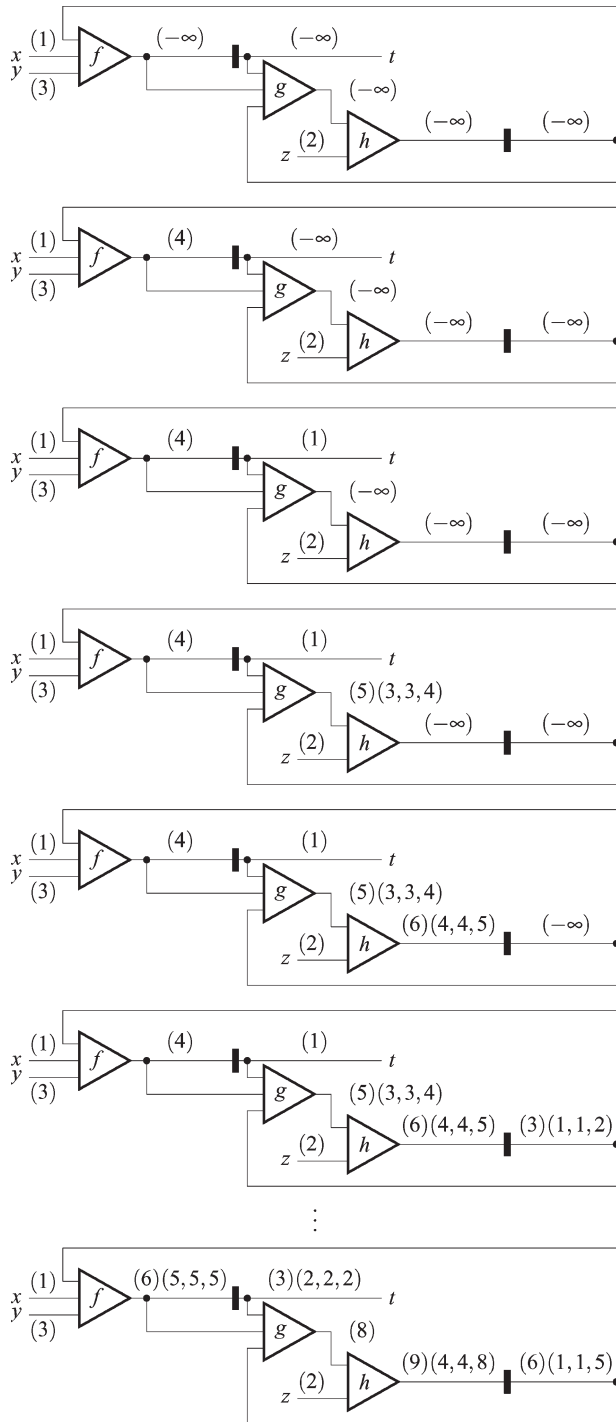 (1) (−∞) (−∞)
x f t
y
(3) g (−∞)
(−∞) (−∞)
z (2) h
(1) (4) (−∞)
x f t
y
(3) g (−∞)
(−∞) (−∞)
z (2) h
(1) (4) (1)
x f t
y
(3) g (−∞)
(−∞) (−∞)
z (2) h
(1) (4) (1)
x f t
y
(3) g (5)(3, 3, 4)
(−∞) (−∞)
z (2) h
(1) (4) (1)
x f t
y
(3) g (5)(3, 3, 4)
(6)(4, 4, 5) (−∞)
z (2) h
(1) (4) (1)
x f t
y
(3) g (5)(3, 3, 4)
(6)(4, 4, 5) (3)(1, 1, 2)
z (2) h
⋮
(1) (6)(5, 5, 5) (3)(2, 2, 2)
x f t
y
(3) g (8)
(9)(4, 4, 8) (6)(1, 1, 5)
z (2) h